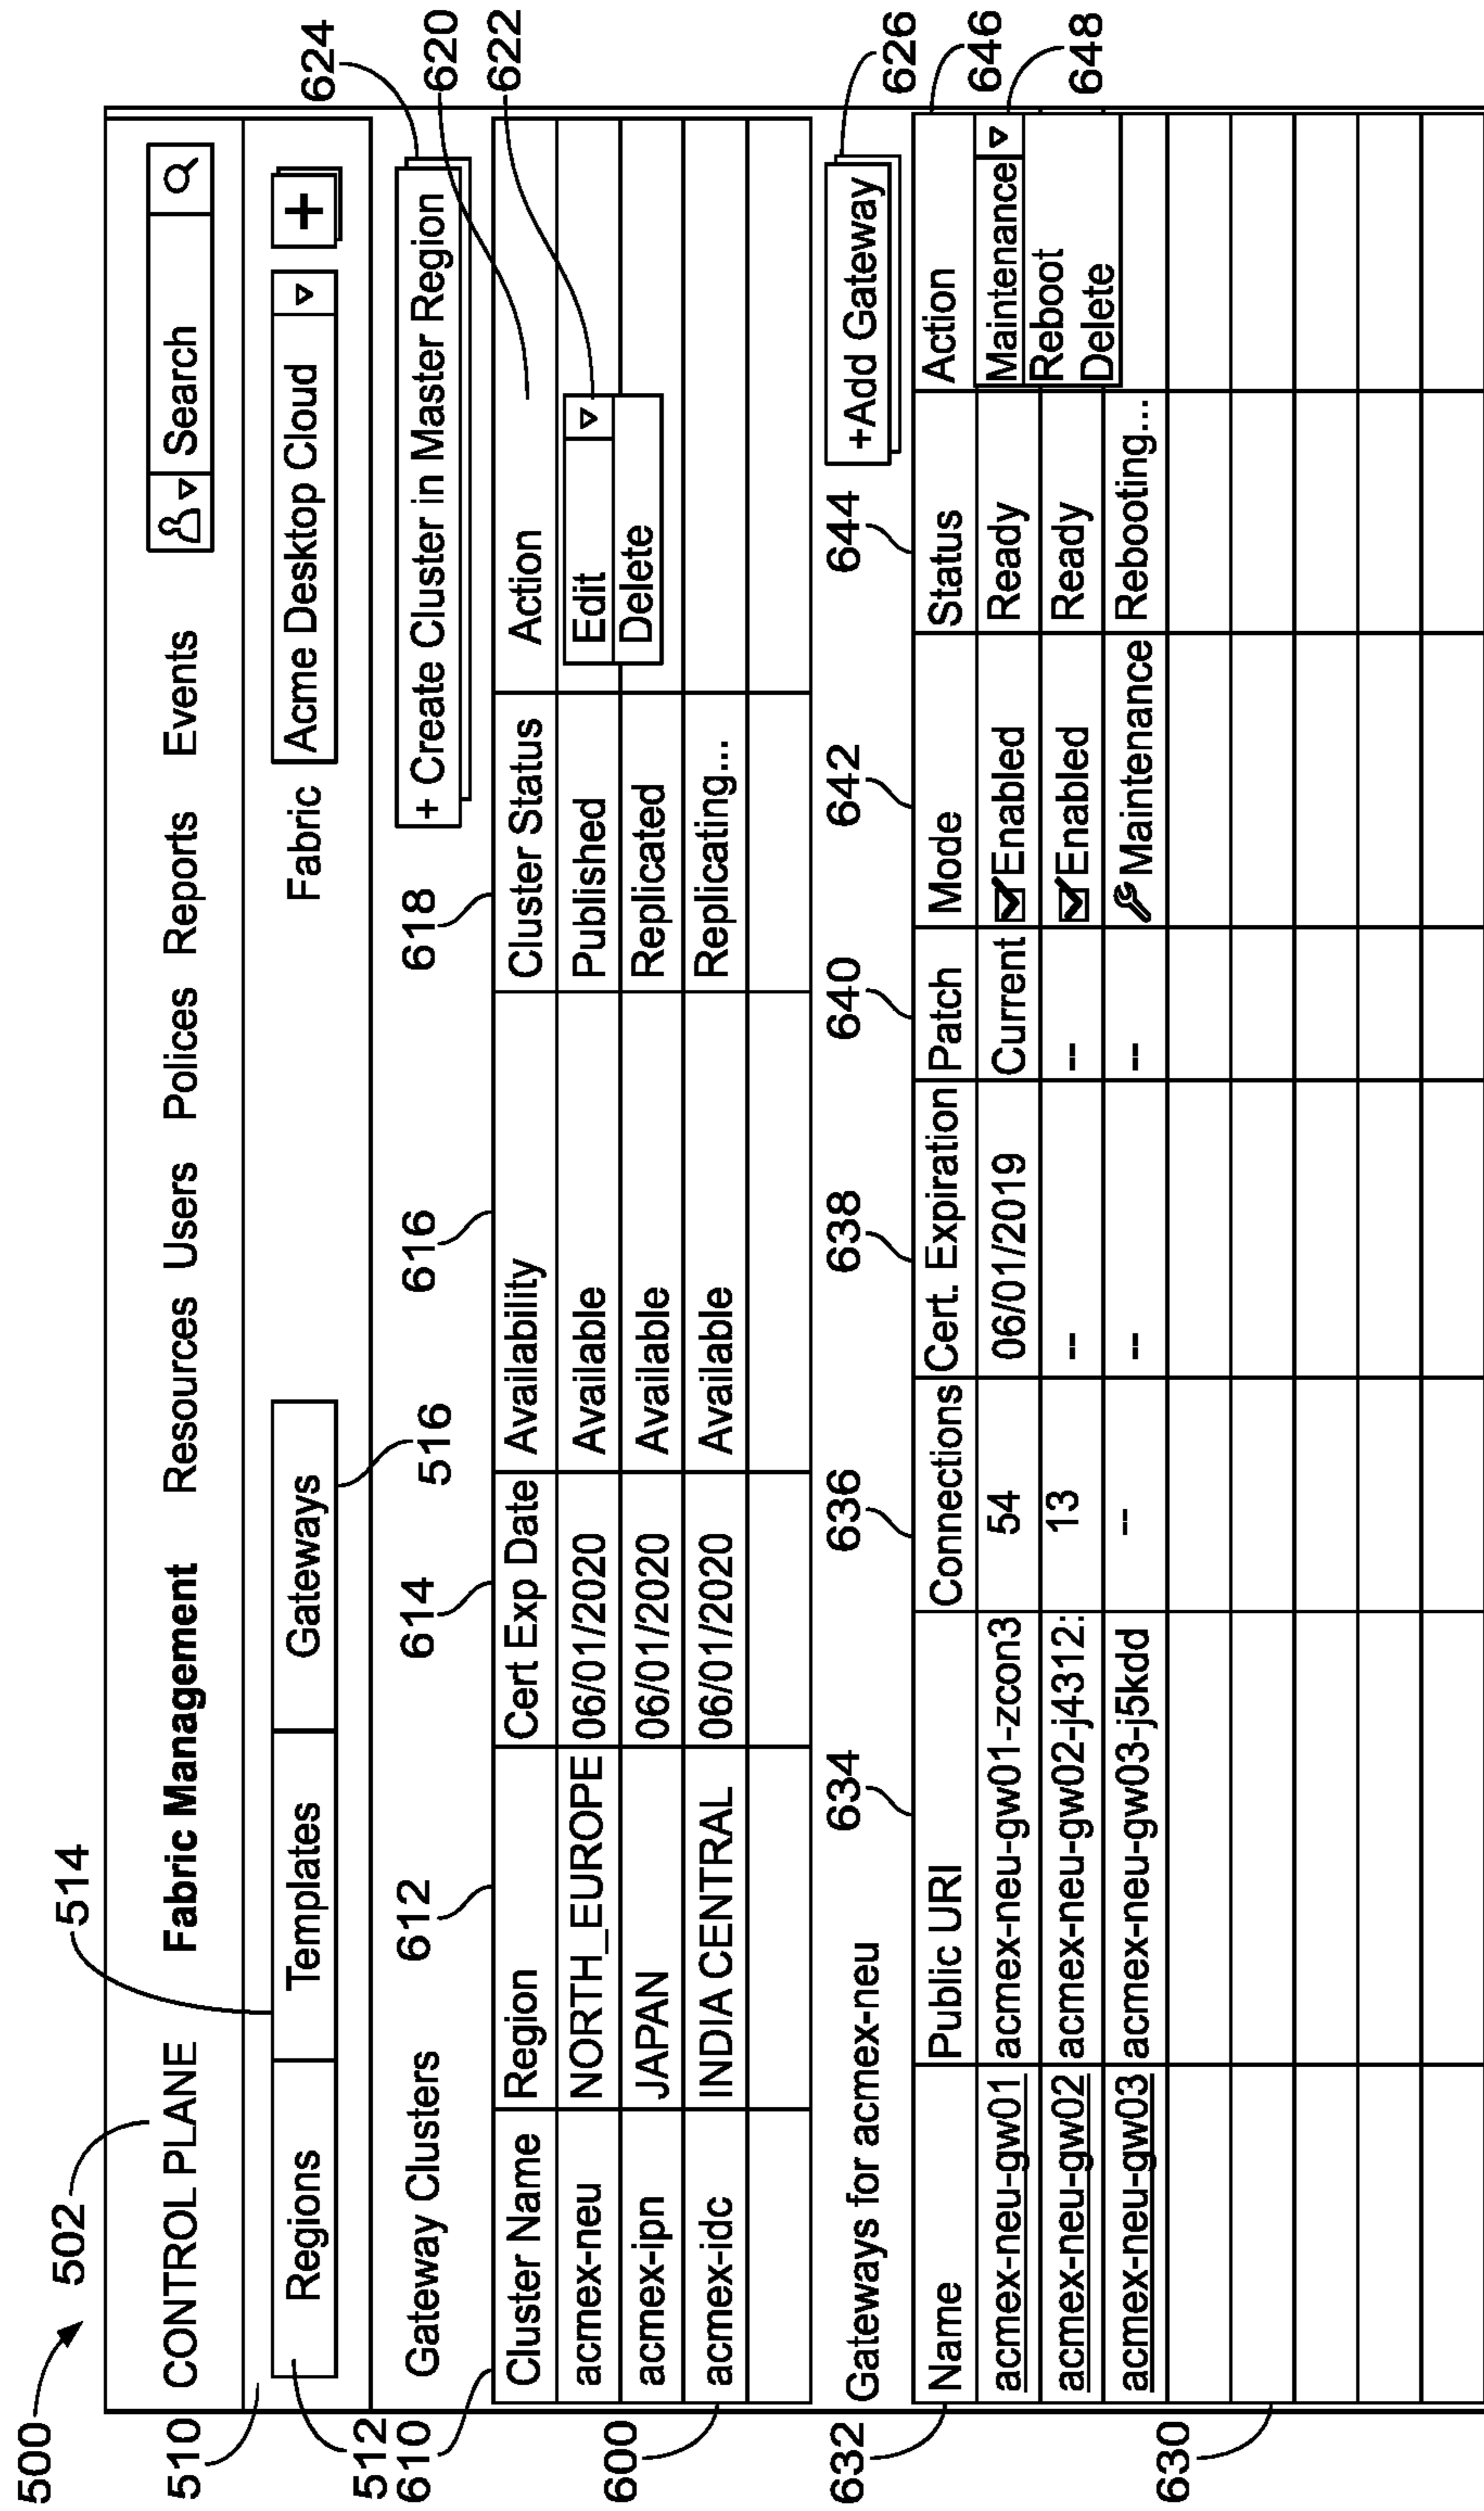 500
502
514
CONTROL PLANE Fabric Management Resources Users Polices Reports Events Search
510
Regions Templates Gateways Fabric Acme Desktop Cloud +
512
516
624
Gateway Clusters + Create Cluster in Master Region
610 612 614 616 618 620
622
Cluster Name Region Cert Exp Date Availability Cluster Status Action
acmex-neu NORTH_EUROPE 06/01/2020 Available Published Edit
acmex-ipn JAPAN 06/01/2020 Available Replicated Delete
acmex-idc INDIA CENTRAL 06/01/2020 Available Replicating...
600
Gateways for acmex-neu +Add Gateway
632 634 636 638 640 642 644 626
646
648
Name Public URI Connections Cert. Expiration Patch Mode Status Action
acmex-neu-gw01 acmex-neu-gw01-zcon3 54 06/01/2019 Current Enabled Ready Maintenance
acmex-neu-gw02 acmex-neu-gw02-j4312: 13 -- -- Enabled Ready Reboot
Delete
acmex-neu-gw03 acmex-neu-gw03-j5kdd -- -- -- Maintenance Rebooting...
630